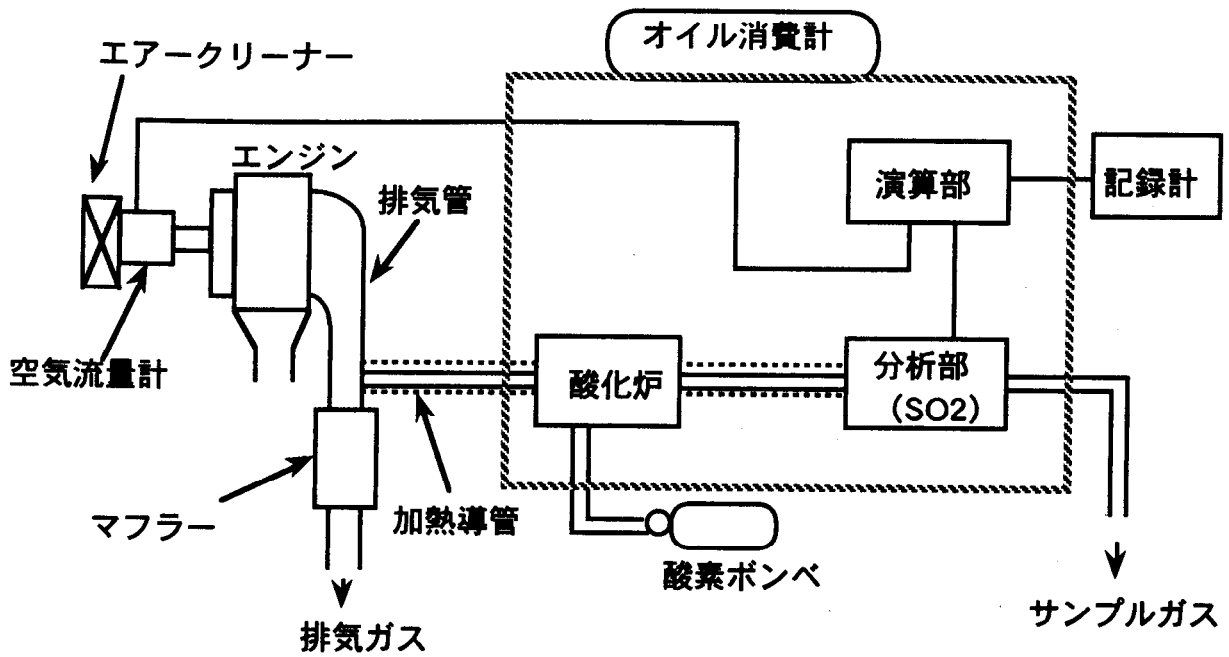 オイル消費計
エアークリーナー
エンジン
排気管
演算部
記録計
空気流量計
酸化炉
分析部
(SO2)
マフラー
加熱導管
酸素ボンベ
サンプルガス
排気ガス